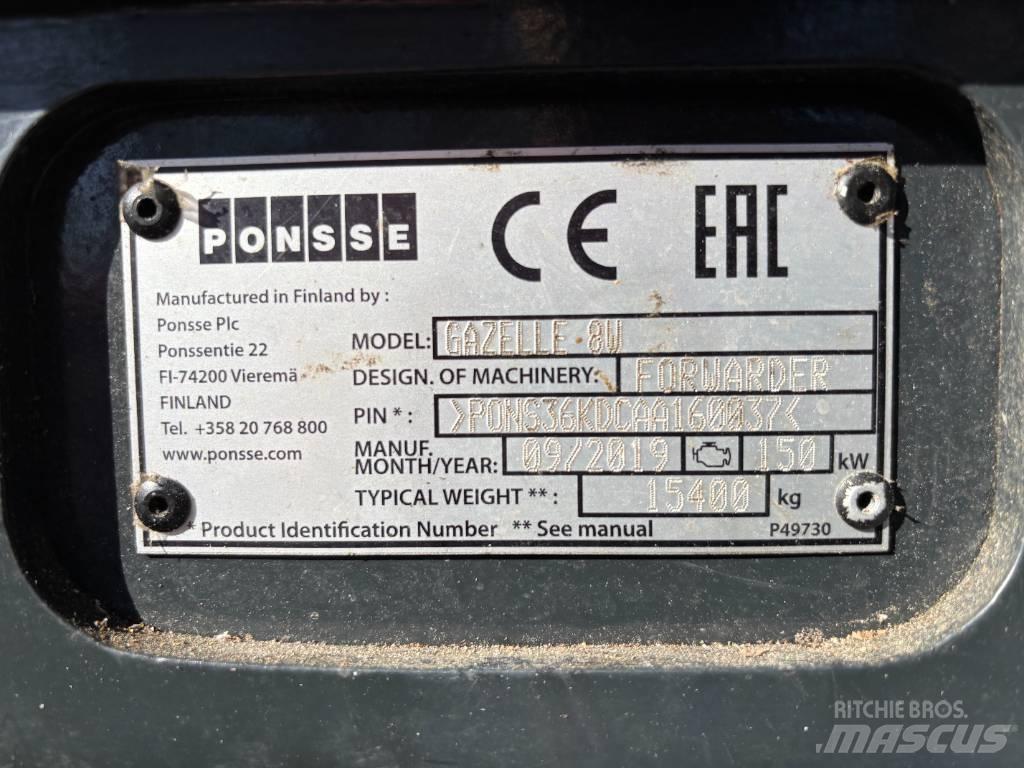 PONSSE CE EAC
Manufactured in Finland by :
Ponsse Plc
Ponssentie 22
FI-74200 Vieremä
FINLAND
Tel. +358 20 768 800
www.ponsse.com
MODEL: GAZELLE 8W
DESIGN. OF MACHINERY: FORWARDER
PIN * : >PONS36KDCAA160037<
MANUF.
MONTH/YEAR: 09/2019 150 kW
TYPICAL WEIGHT ** : 15400 kg
* Product Identification Number ** See manual P49730
RITCHIE BROS.
MASCUS